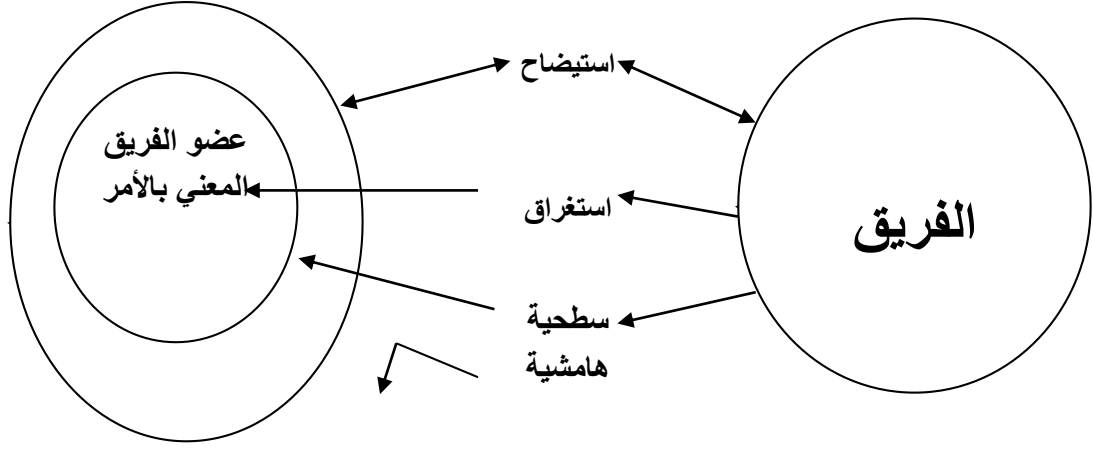 استيضاح
عضو الفريق
المعني بالأمر
استغراق
الفريق
سطحية
هامشية